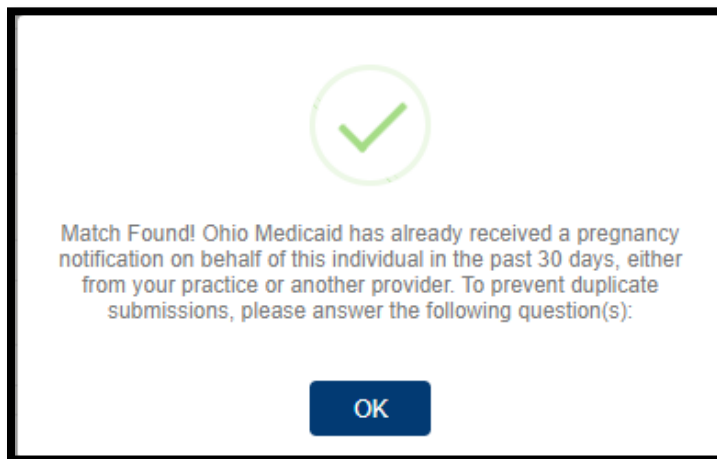 Match Found! Ohio Medicaid has already received a pregnancy
notification on behalf of this individual in the past 30 days, either
from your practice or another provider. To prevent duplicate
submissions, please answer the following question(s):
OK